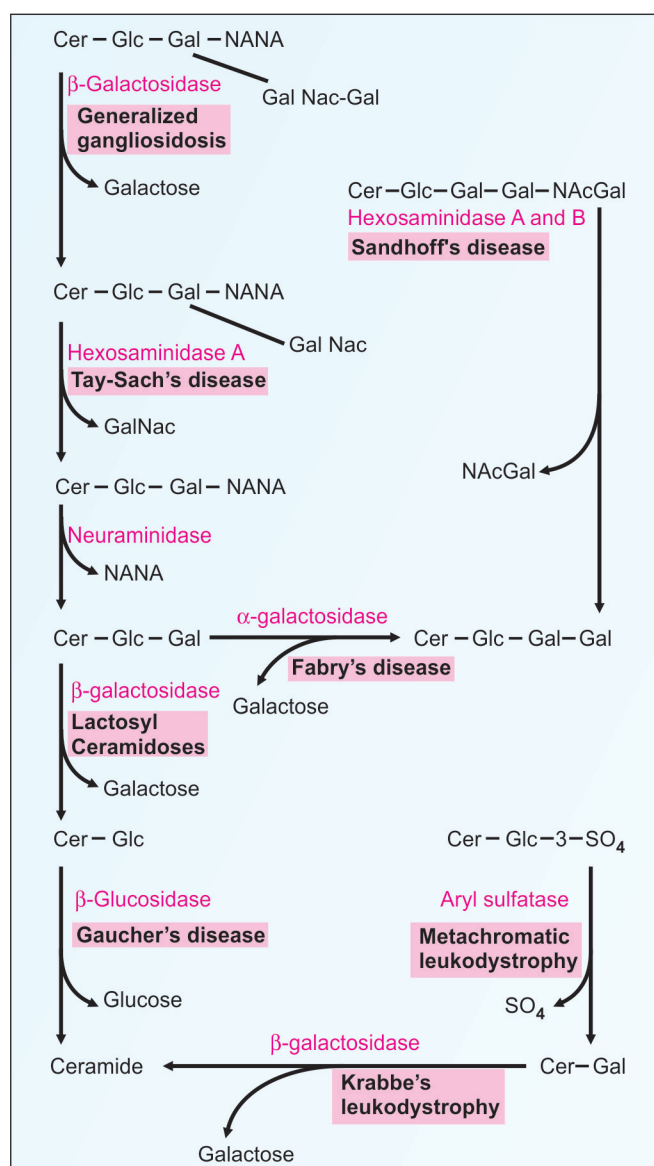 Cer – Glc – Gal – NANA
Gal Nac-Gal
β-Galactosidase
Generalized
gangliosidosis
Galactose
Cer – Glc – Gal – Gal – NAcGal
Hexosaminidase A and B
Sandhoff's disease
Cer – Glc – Gal – NANA
Gal Nac
Hexosaminidase A
Tay-Sach's disease
GalNac
NAcGal
Cer – Glc – Gal – NANA
Neuraminidase
NANA
Cer – Glc – Gal
α-galactosidase
Fabry's disease
Galactose
Cer – Glc – Gal – Gal
β-galactosidase
Lactosyl
Ceramidoses
Galactose
Cer – Glc
Cer – Glc – 3 – SO₄
β-Glucosidase
Gaucher's disease
Glucose
Aryl sulfatase
Metachromatic
leukodystrophy
SO₄
Ceramide
β-galactosidase
Krabbe's
leukodystrophy
Galactose
Cer – Gal